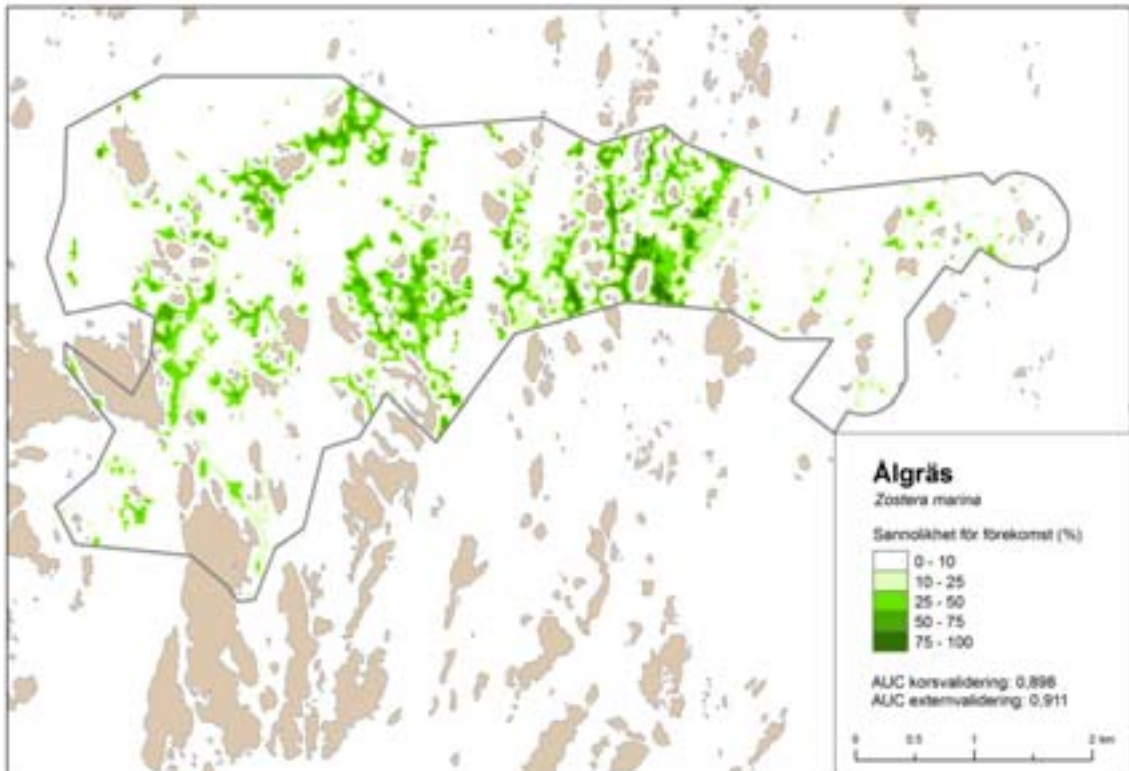 Ålgräs
Zostera marina
Sannolikhet för förekomst (%)
0 - 10
10 - 25
25 - 50
50 - 75
75 - 100
AUC korsvalidering: 0,898
AUC externvalidering: 0,911
0 0.5 1 2 km